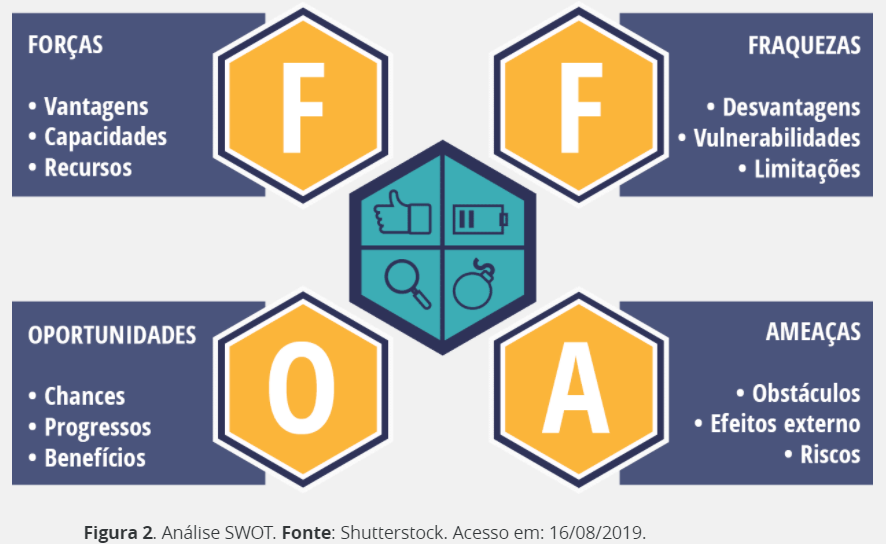 FORÇAS
• Vantagens
• Capacidades
• Recursos
F
F
FRAQUEZAS
• Desvantagens
• Vulnerabilidades
• Limitações
OPORTUNIDADES
• Chances
• Progressos
• Benefícios
O
A
AMEAÇAS
• Obstáculos
• Efeitos externo
• Riscos
Figura 2. Análise SWOT. Fonte: Shutterstock. Acesso em: 16/08/2019.